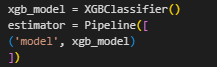 xgb_model = XGBClassifier()
estimator = Pipeline([
('model', xgb_model)
])